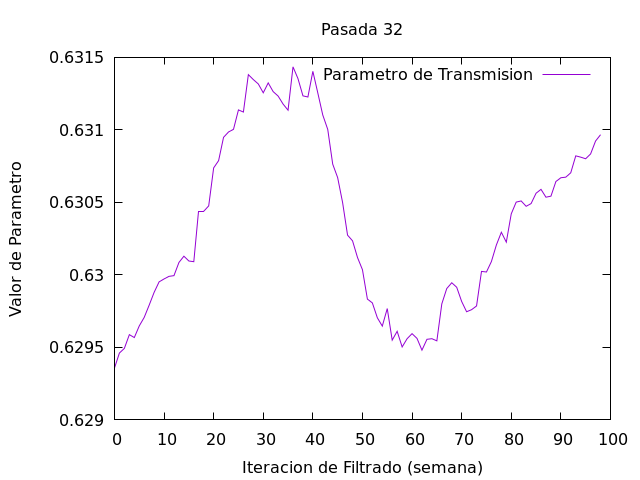 Pasada 32
0.6315
0.631
0.6305
0.63
0.6295
0.629
Parametro de Transmision
Valor de Parametro
0 10 20 30 40 50 60 70 80 90 100
Iteracion de Filtrado (semana)